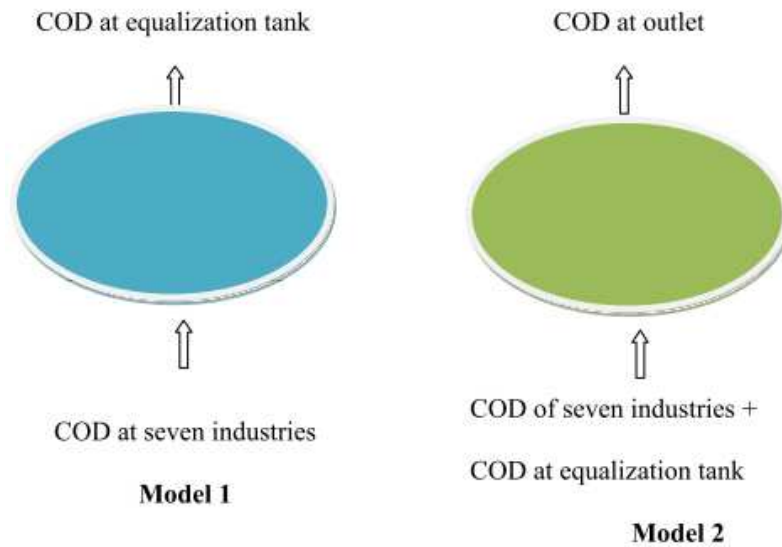 COD at equalization tank
COD at seven industries
Model 1
COD at outlet
COD of seven industries +
COD at equalization tank
Model 2